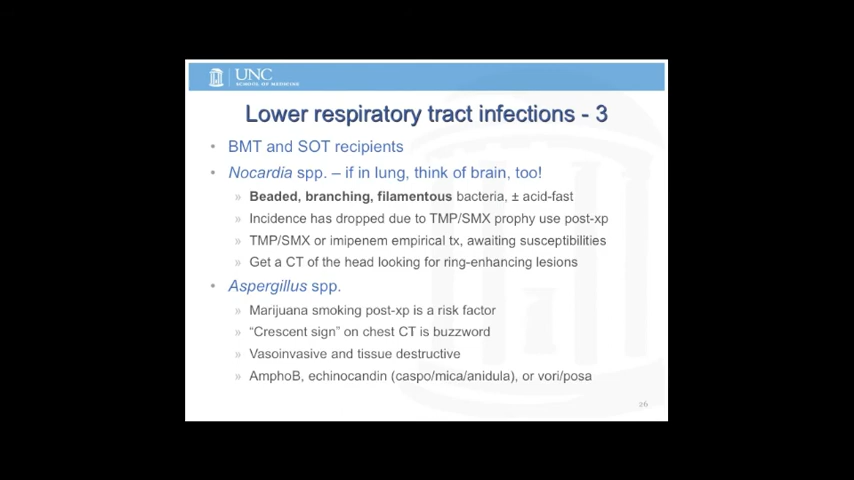 UNC
SCHOOL OF MEDICINE
Lower respiratory tract infections - 3
• BMT and SOT recipients
• Nocardia spp. – if in lung, think of brain, too!
» Beaded, branching, filamentous bacteria, ± acid-fast
» Incidence has dropped due to TMP/SMX prophy use post-xp
» TMP/SMX or imipenem empirical tx, awaiting susceptibilities
» Get a CT of the head looking for ring-enhancing lesions
• Aspergillus spp.
» Marijuana smoking post-xp is a risk factor
» “Crescent sign” on chest CT is buzzword
» Vasoinvasive and tissue destructive
» AmphoB, echinocandin (caspo/mica/anidula), or vori/posa
26